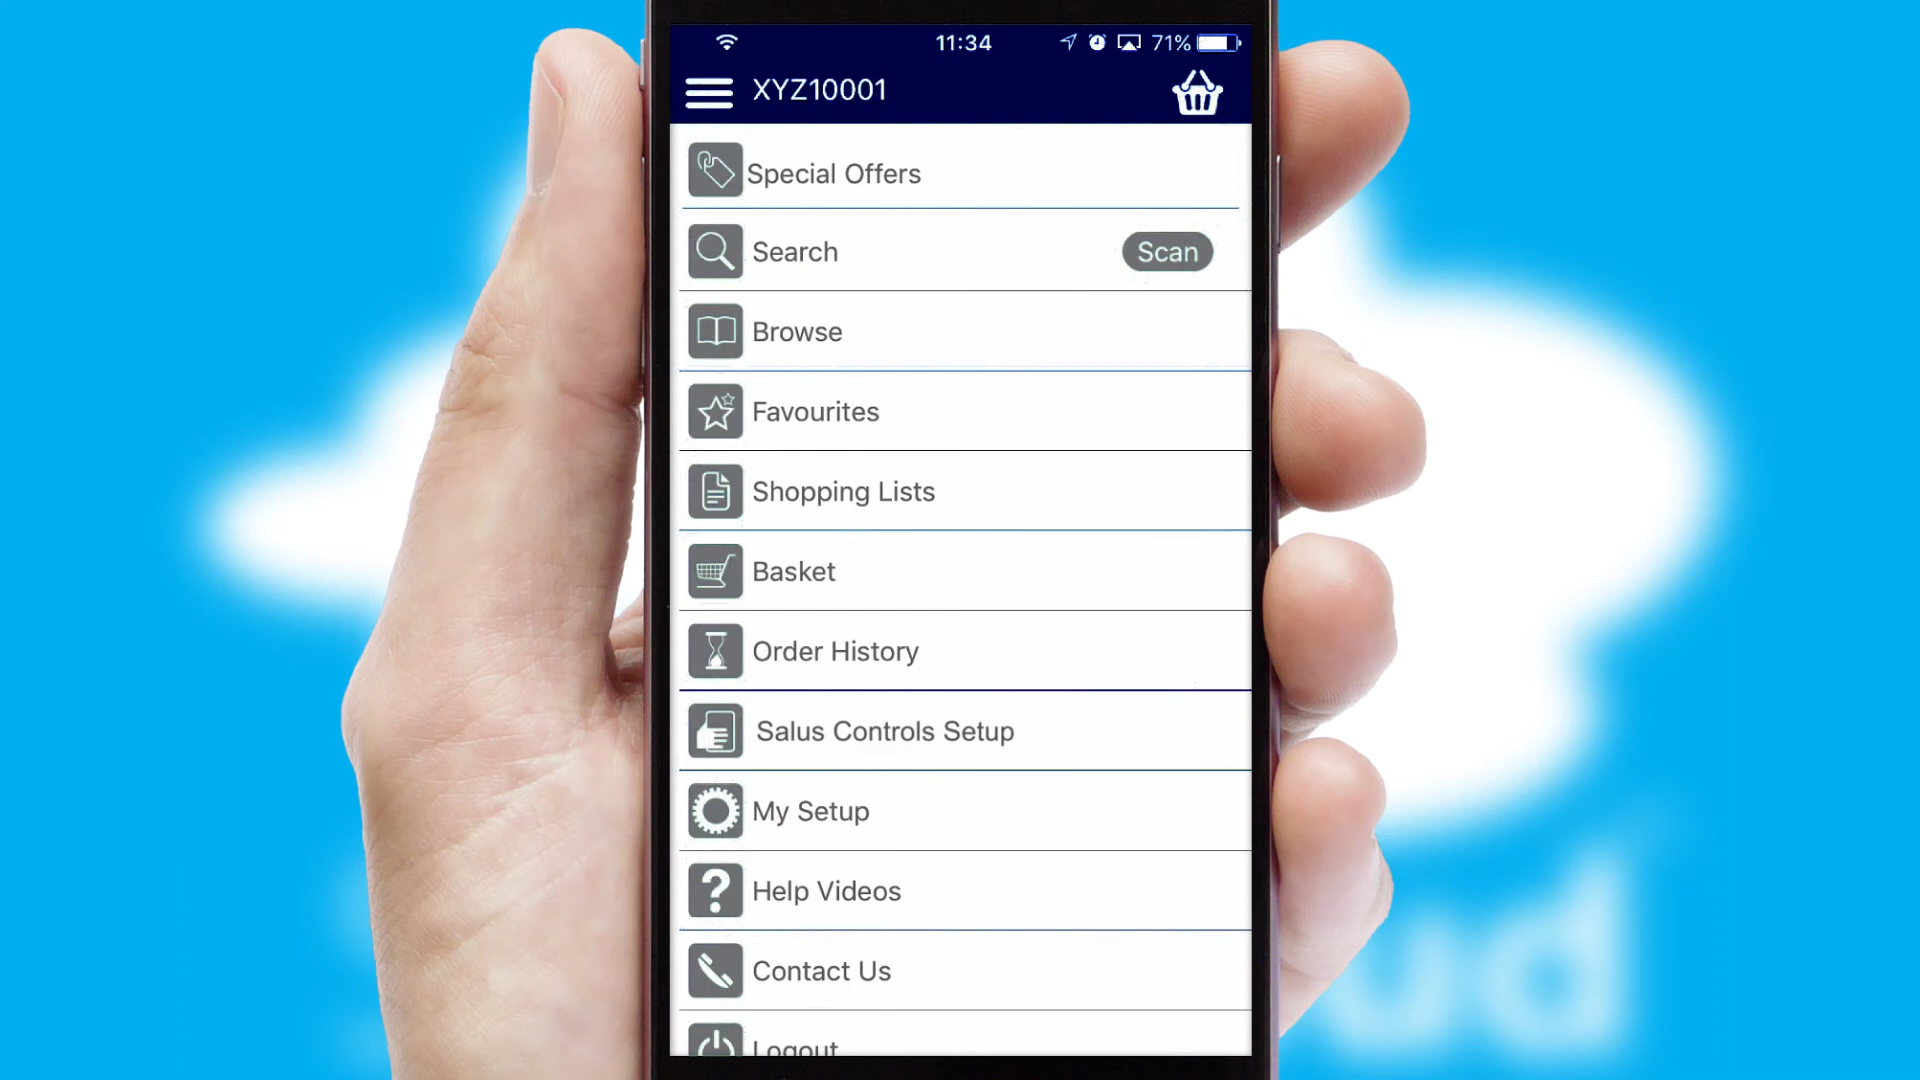 11:34 71%
XYZ10001
Special Offers
Search Scan
Browse
Favourites
Shopping Lists
Basket
Order History
Salus Controls Setup
My Setup
Help Videos
Contact Us
Logout
ud